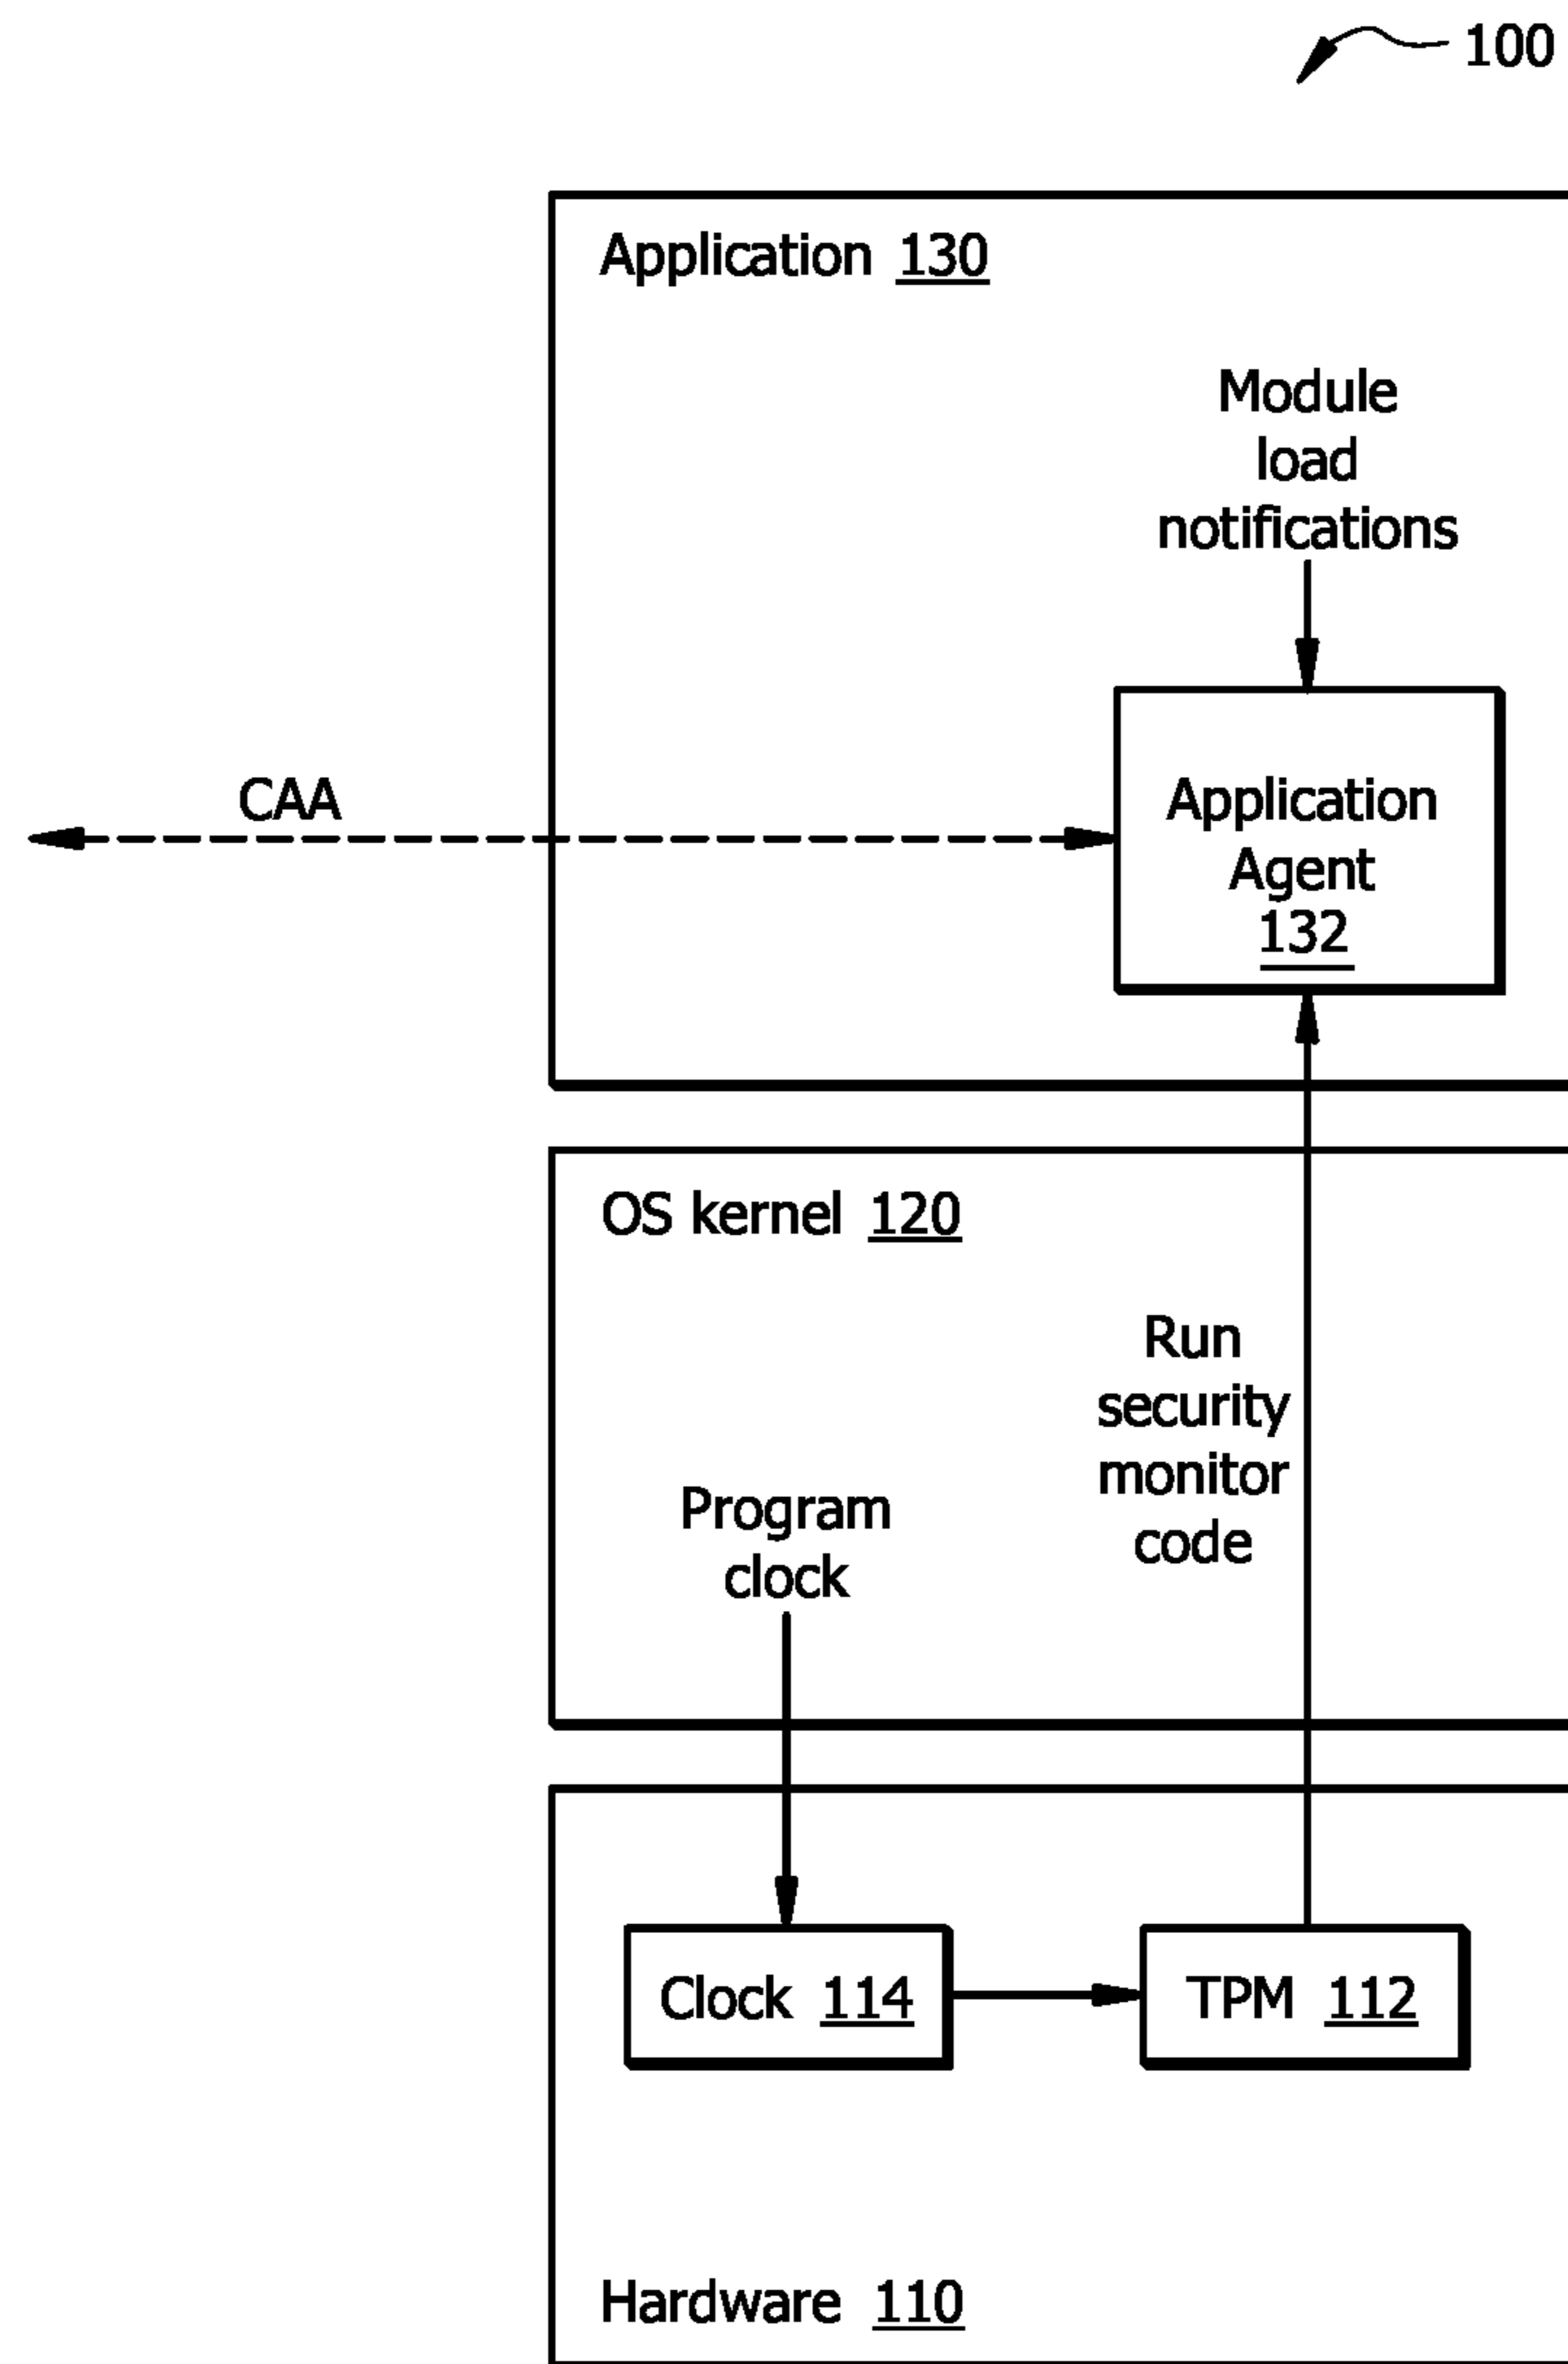 100
Application 130
Module
load
notifications
CAA
Application
Agent
132
OS kernel 120
Run
security
monitor
code
Program
clock
Clock 114
TPM 112
Hardware 110